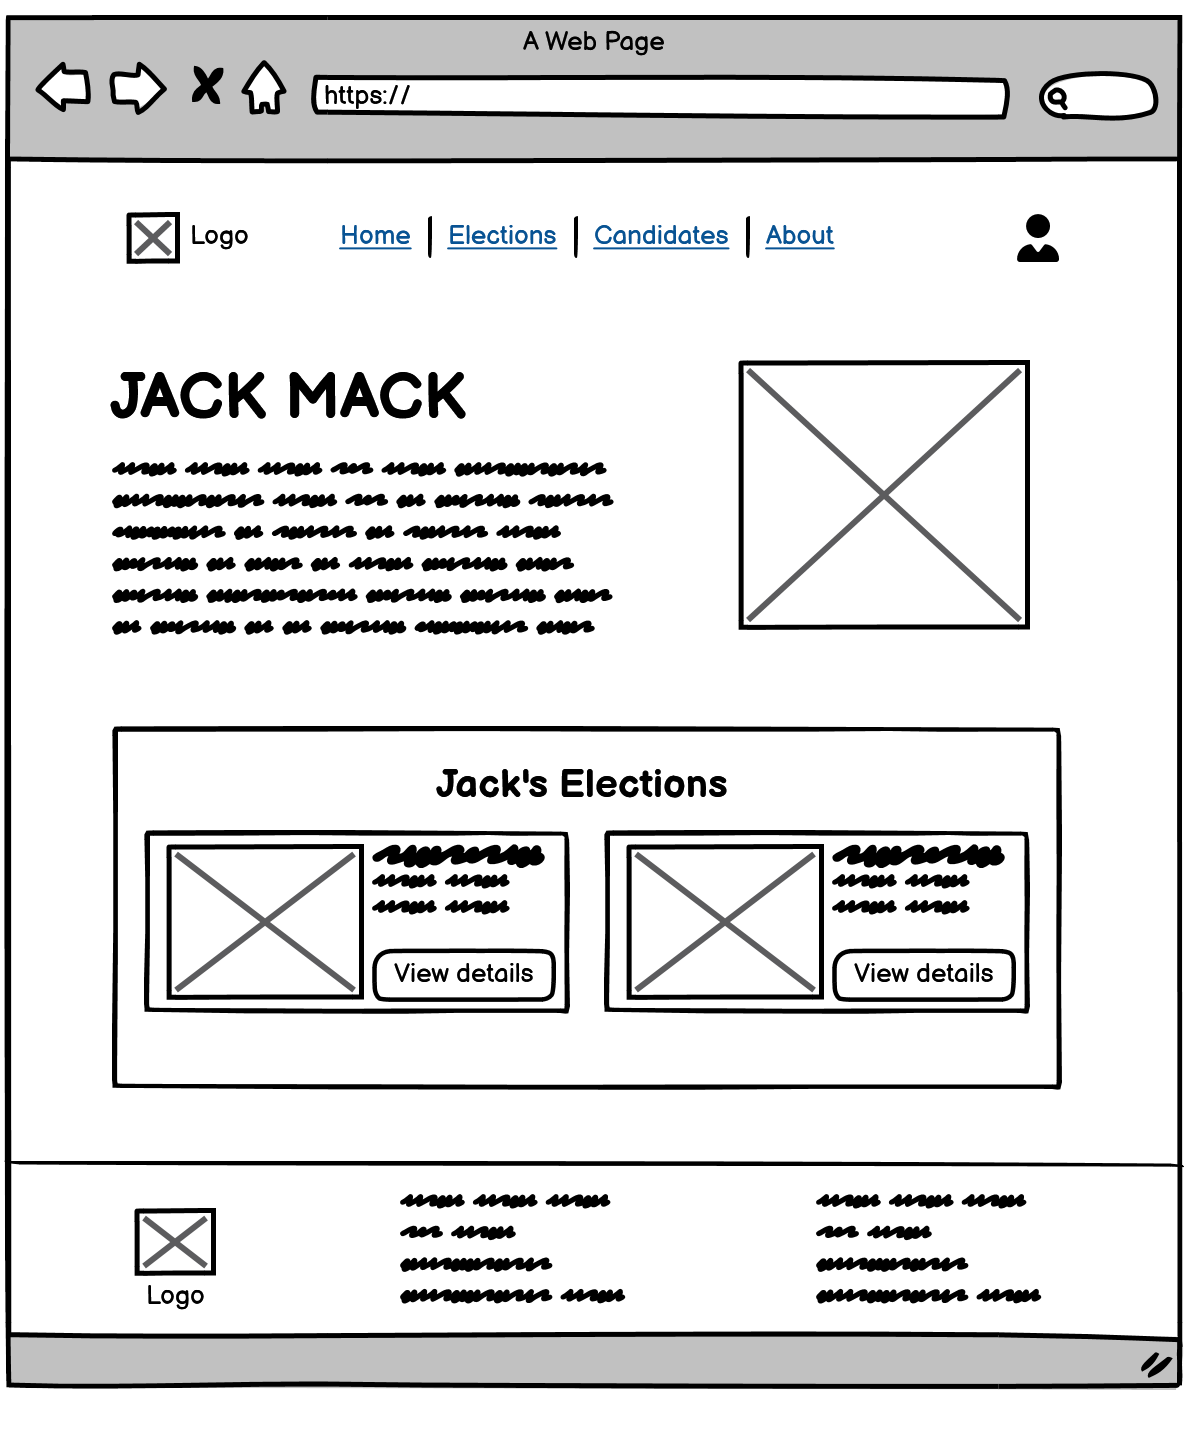 A Web Page
https://
Logo
Home
Elections
Candidates
About
JACK MACK
Jack's Elections
View details
View details
Logo